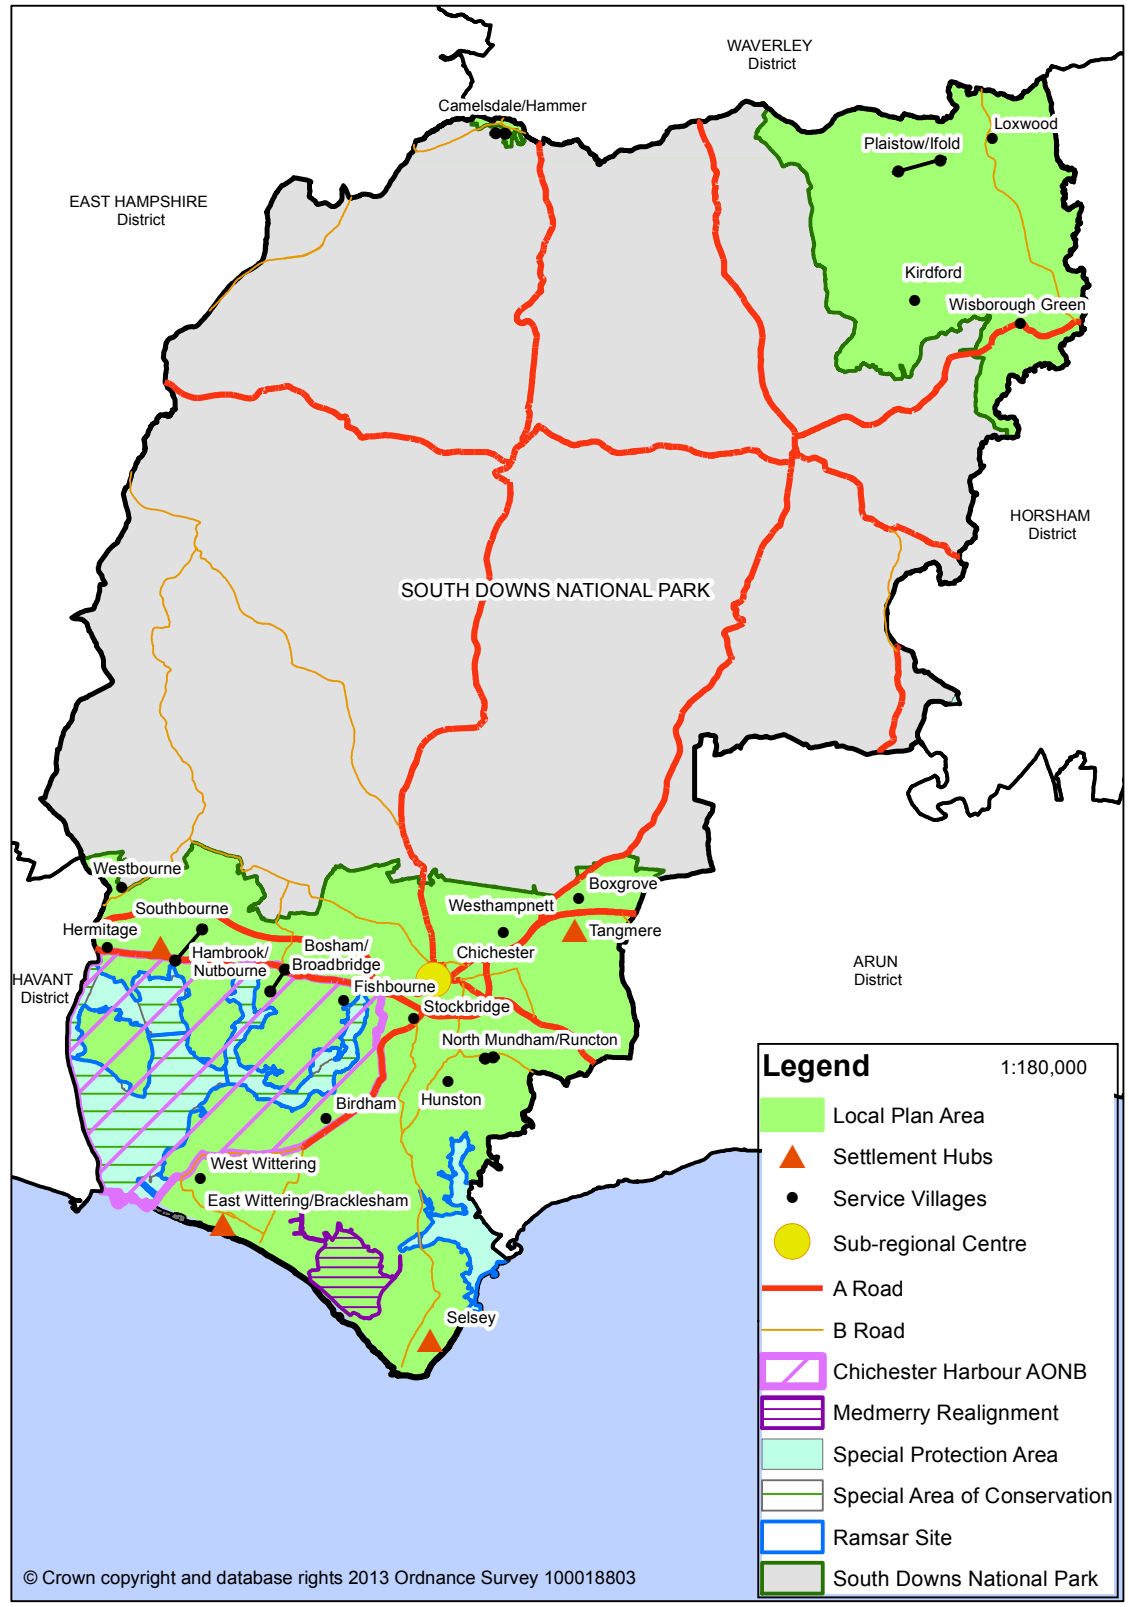 WAVERLEY
District
Camelsdale/Hammer
Loxwood
Plaistow/Ifold
EAST HAMPSHIRE
District
Kirdford
Wisborough Green
HORSHAM
District
SOUTH DOWNS NATIONAL PARK
Westbourne
Boxgrove
Southbourne
Westhampnett
Hermitage
Tangmere
Hambrook/
Nutbourne
Bosham/
Broadbridge
Chichester
HAVANT
District
ARUN
District
Fishbourne
Stockbridge
North Mundham/Runcton
Hunston
Birdham
West Wittering
East Wittering/Bracklesham
Selsey
Legend
1:180,000
Local Plan Area
Settlement Hubs
Service Villages
Sub-regional Centre
A Road
B Road
Chichester Harbour AONB
Medmerry Realignment
Special Protection Area
Special Area of Conservation
Ramsar Site
South Downs National Park
© Crown copyright and database rights 2013 Ordnance Survey 100018803